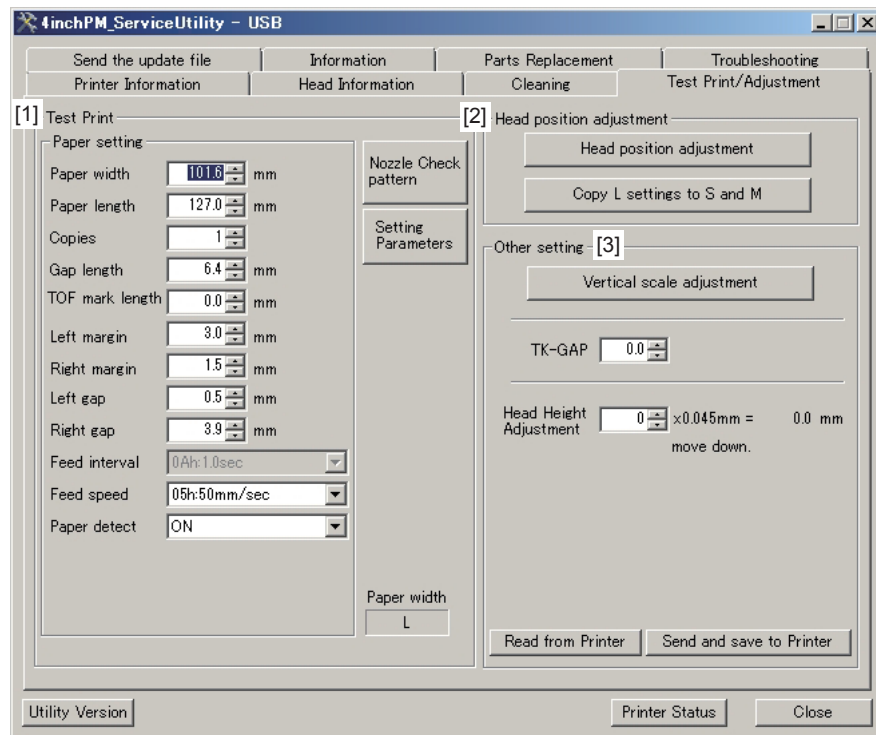 4inchPM_ServiceUtility - USB
Send the update file
Information
Parts Replacement
Troubleshooting
Printer Information
Head Information
Cleaning
Test Print/Adjustment
[1] Test Print
Paper setting
Paper width 101.6 mm
Paper length 127.0 mm
Copies 1
Gap length 6.4 mm
TOF mark length 0.0 mm
Left margin 3.0 mm
Right margin 1.5 mm
Left gap 0.5 mm
Right gap 3.9 mm
Feed interval 0Ah:1.0sec
Feed speed 05h:50mm/sec
Paper detect ON
Nozzle Check
pattern
Setting
Parameters
Paper width
L
[2] Head position adjustment
Head position adjustment
Copy L settings to S and M
Other setting [3]
Vertical scale adjustment
TK-GAP 0.0
Head Height
Adjustment
0 ×0.045mm = 0.0 mm
move down.
Read from Printer
Send and save to Printer
Utility Version
Printer Status
Close